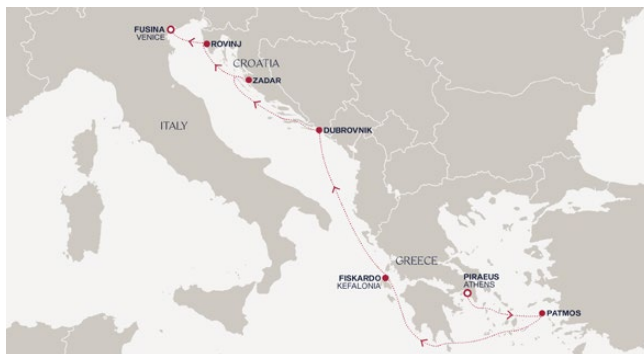 FUSINA
VENICE
ROVINJ
CROATIA
ZADAR
ITALY
DUBROVNIK
GREECE
FISKARDO
KEFALONIA
PIRAEUS
ATHENS
PATMOS